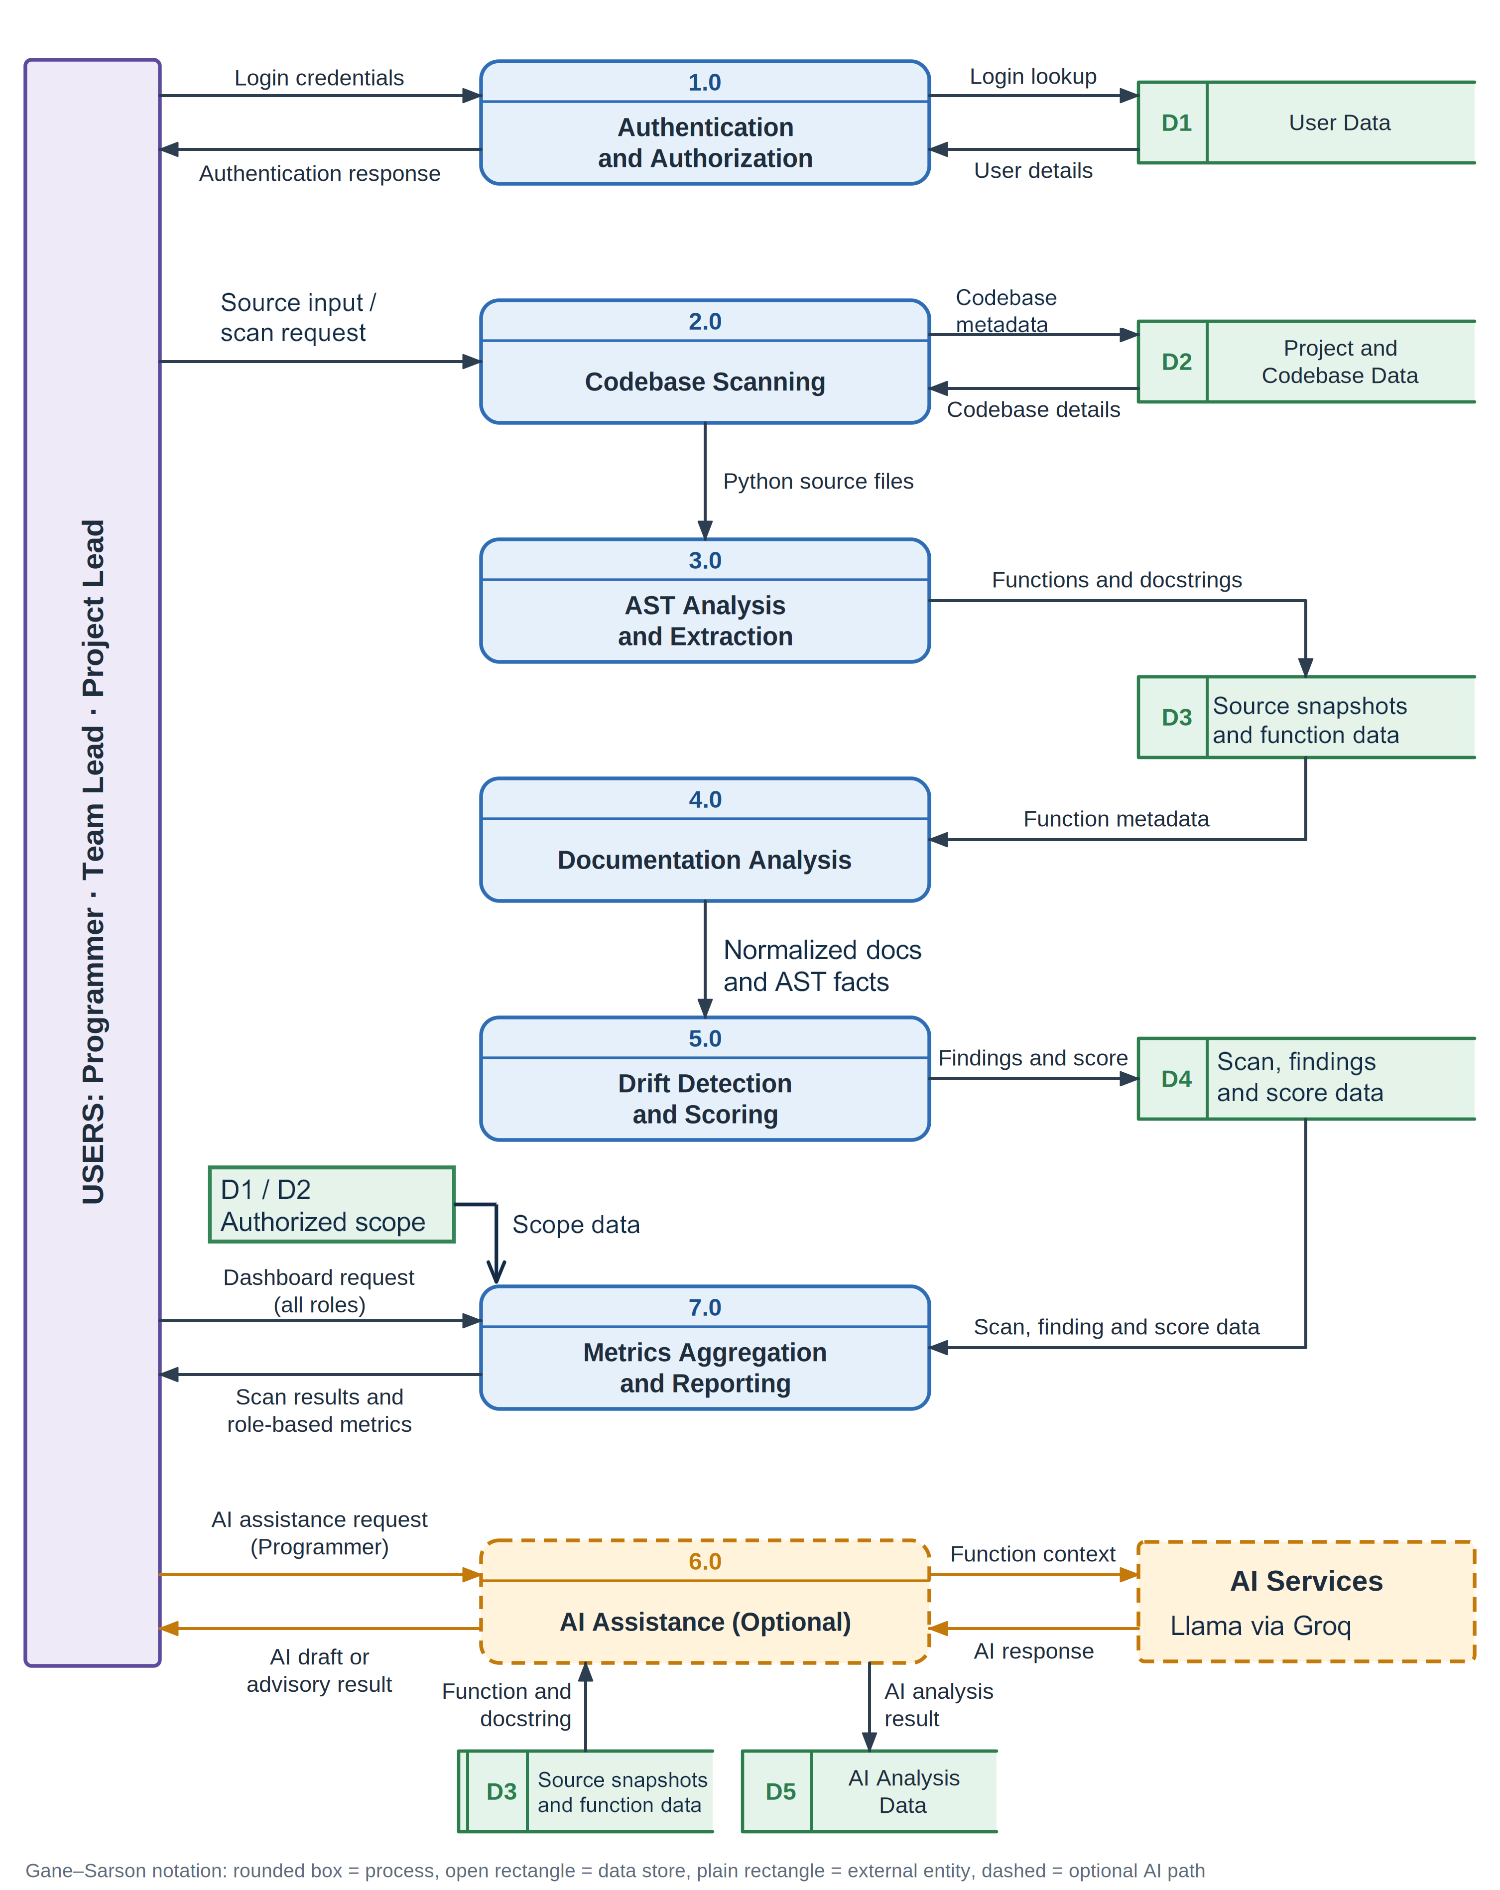 USERS: Programmer · Team Lead · Project Lead
Login credentials
Authentication response
1.0
Authentication
and Authorization
Login lookup
User details
D1
User Data
Source input /
scan request
2.0
Codebase Scanning
Codebase
metadata
Codebase details
D2
Project and
Codebase Data
Python source files
3.0
AST Analysis
and Extraction
Functions and docstrings
D3
Source snapshots
and function data
4.0
Documentation Analysis
Function metadata
Normalized docs
and AST facts
5.0
Drift Detection
and Scoring
Findings and score
D4
Scan, findings
and score data
D1 / D2
Authorized scope
Scope data
Dashboard request
(all roles)
Scan results and
role-based metrics
7.0
Metrics Aggregation
and Reporting
Scan, finding and score data
AI assistance request
(Programmer)
AI draft or
advisory result
6.0
AI Assistance (Optional)
Function context
AI response
AI Services
Llama via Groq
Function and
docstring
AI analysis
result
D3
Source snapshots
and function data
D5
AI Analysis
Data
Gane–Sarson notation: rounded box = process, open rectangle = data store, plain rectangle = external entity, dashed = optional AI path